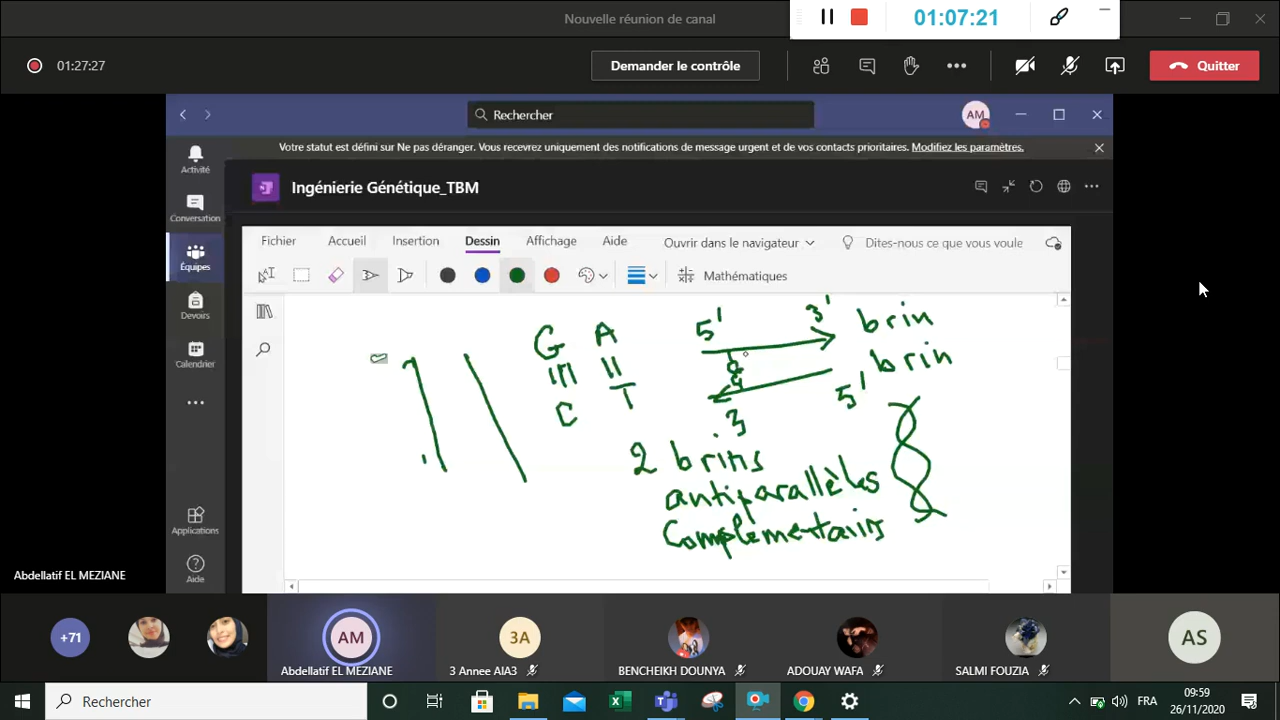 Nouvelle réunion de canal
01:07:21
01:27:27
Demander le contrôle
Quitter
Rechercher
AM
Votre statut est défini sur Ne pas déranger. Vous recevrez uniquement des notifications de message urgent et de vos contacts prioritaires. Modifiez les paramètres.
Activité
Conversation
Équipes
Devoirs
Calendrier
Applications
Aide
Ingénierie Génétique_TBM
Fichier Accueil Insertion Dessin Affichage Aide Ouvrir dans le navigateur Dites-nous ce que vous voulez
Mathématiques
5' 3' brin
G A
C T
3 5' brin
2 brins
antiparallèles
Complementairs
Abdellatif EL MEZIANE
+71
AM
3A
AS
Abdellatif EL MEZIANE
3 Annee AIA3
BENCHEIKH DOUNYA
ADOUAY WAFA
SALMI FOUZIA
Rechercher
FRA
09:59
26/11/2020